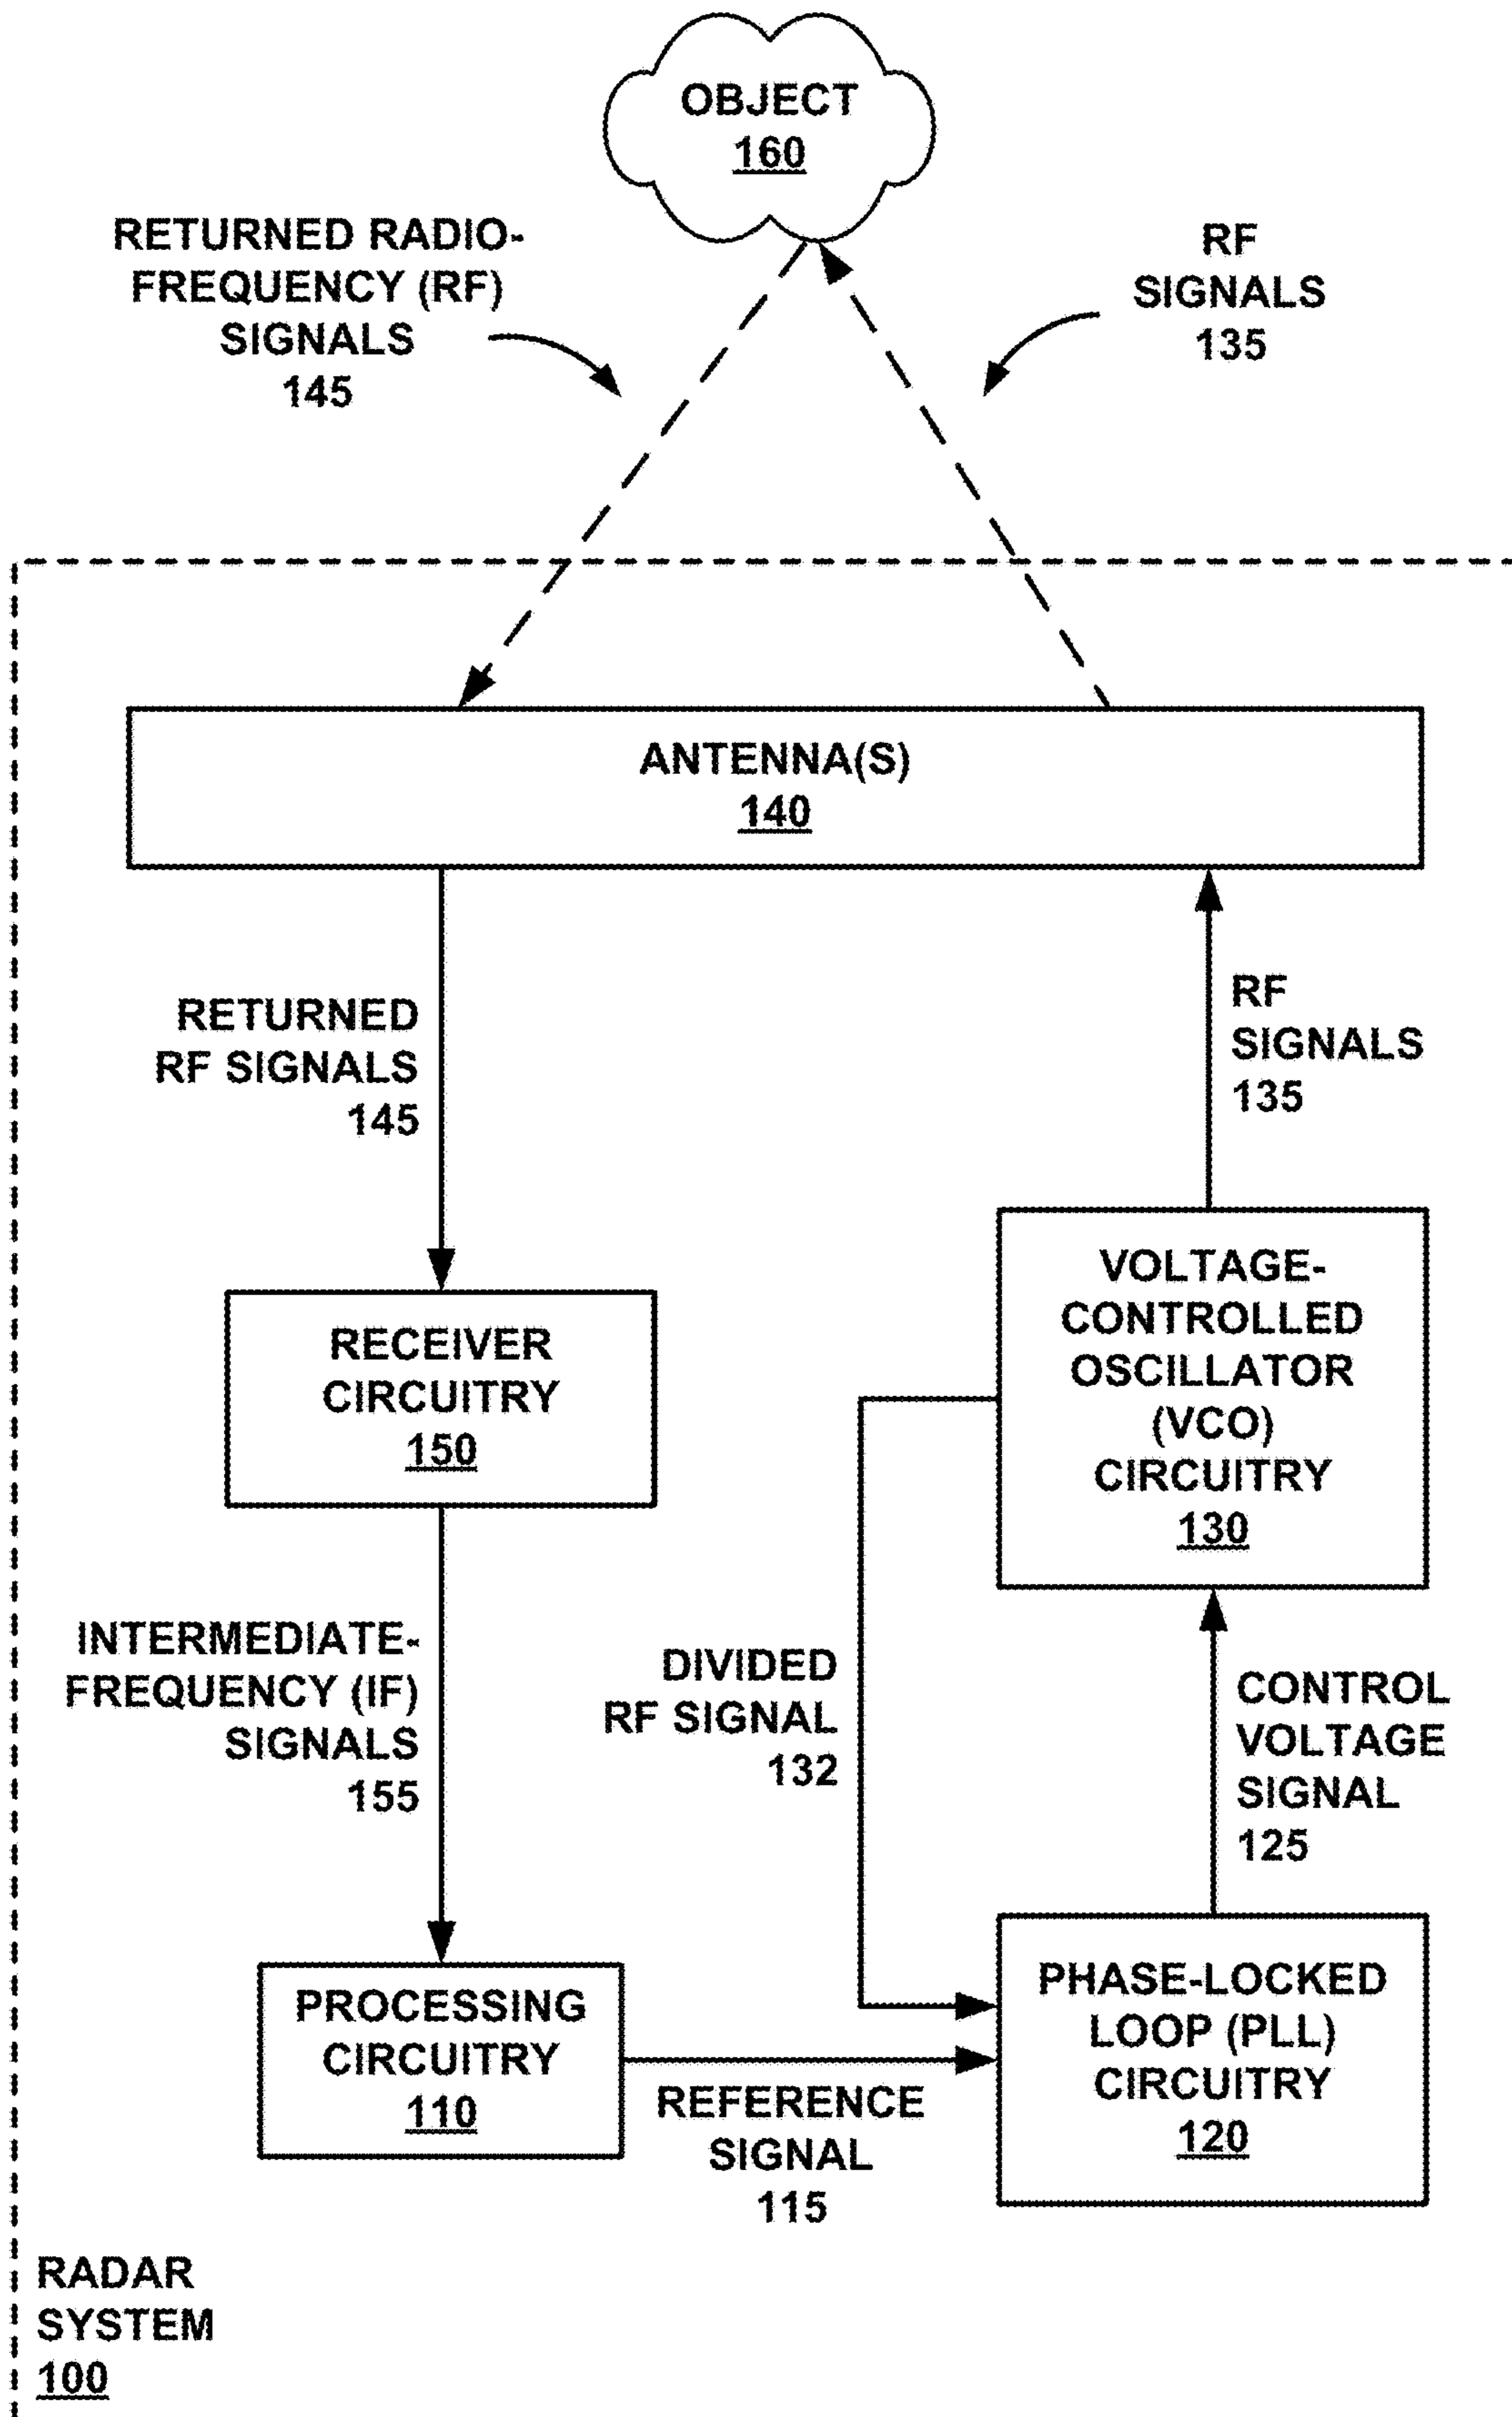 OBJECT
160
RETURNED RADIO-
FREQUENCY (RF)
SIGNALS
145
RF
SIGNALS
135
ANTENNA(S)
140
RETURNED
RF SIGNALS
145
RF
SIGNALS
135
RECEIVER
CIRCUITRY
150
VOLTAGE-
CONTROLLED
OSCILLATOR
(VCO)
CIRCUITRY
130
INTERMEDIATE-
FREQUENCY (IF)
SIGNALS
155
DIVIDED
RF SIGNAL
132
CONTROL
VOLTAGE
SIGNAL
125
PROCESSING
CIRCUITRY
110
REFERENCE
SIGNAL
115
PHASE-LOCKED
LOOP (PLL)
CIRCUITRY
120
RADAR
SYSTEM
100